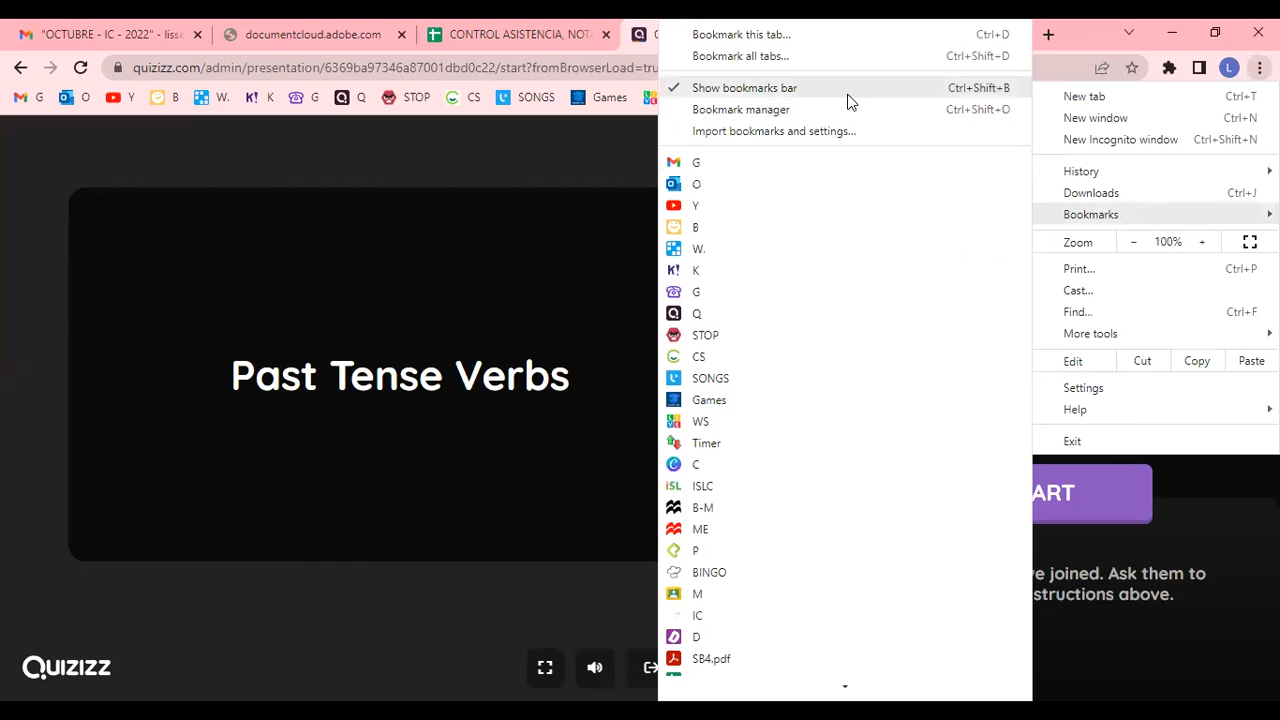 "OCTUBRE - IC - 2022" - lisse
documentcloud.adobe.com
CONTROL ASISTENCIA, NOTA
quizizz.com/admin/presentation/6369ba97346a87001dbd0c22/start?fromBrowserLoad=tru
L
G
O
Y
B
W.
K
G
Q
STOP
CS
SONGS
Games
Bookmark this tab... Ctrl+D
Bookmark all tabs... Ctrl+Shift+D
Show bookmarks bar Ctrl+Shift+B
Bookmark manager Ctrl+Shift+O
Import bookmarks and settings...
G
O
Y
B
W.
K
G
Q
STOP
CS
SONGS
Games
WS
Timer
C
ISLC
B-M
ME
P
BINGO
M
IC
D
SB4.pdf
New tab Ctrl+T
New window Ctrl+N
New Incognito window Ctrl+Shift+N
History
Downloads Ctrl+J
Bookmarks
Zoom - 100% +
Print... Ctrl+P
Cast...
Find... Ctrl+F
More tools
Edit Cut Copy Paste
Settings
Help
Exit
Past Tense Verbs
ART
e joined. Ask them to
structions above.
Quizizz